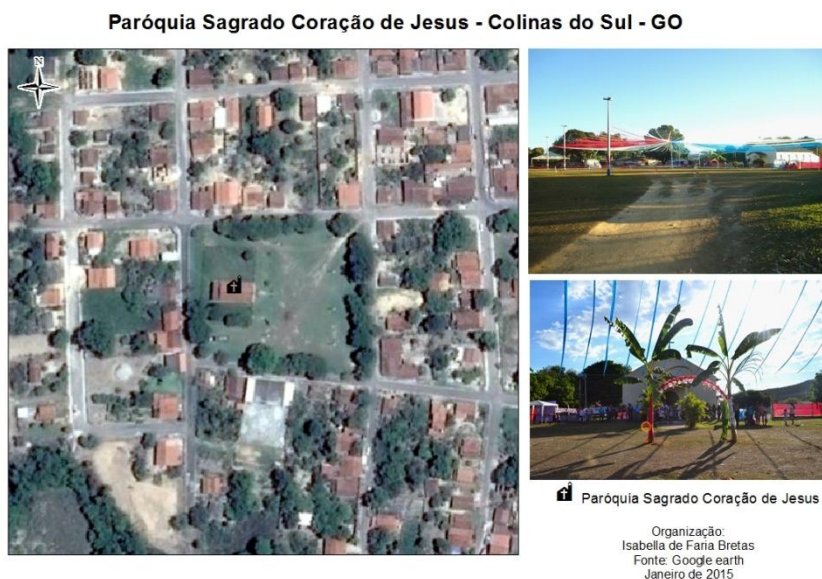 Paróquia Sagrado Coração de Jesus - Colinas do Sul - GO
N
Paróquia Sagrado Coração de Jesus
Organização:
Isabella de Faria Bretas
Fonte: Google earth
Janeiro de 2015